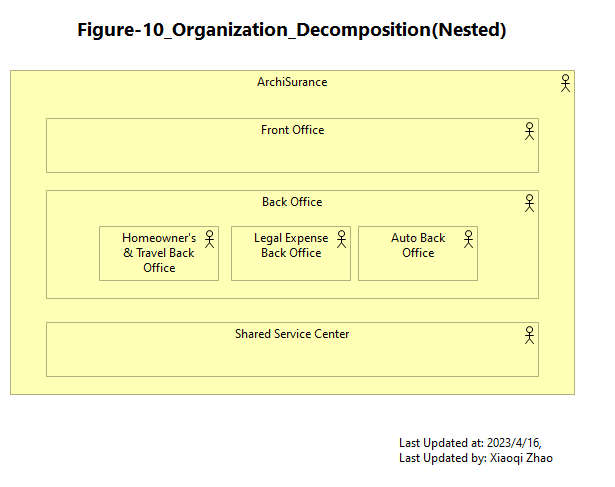 Figure-10_Organization_Decomposition(Nested)
ArchiSurance
Front Office
Back Office
Homeowner's
& Travel Back
Office
Legal Expense
Back Office
Auto Back
Office
Shared Service Center
Last Updated at: 2023/4/16,
Last Updated by: Xiaoqi Zhao